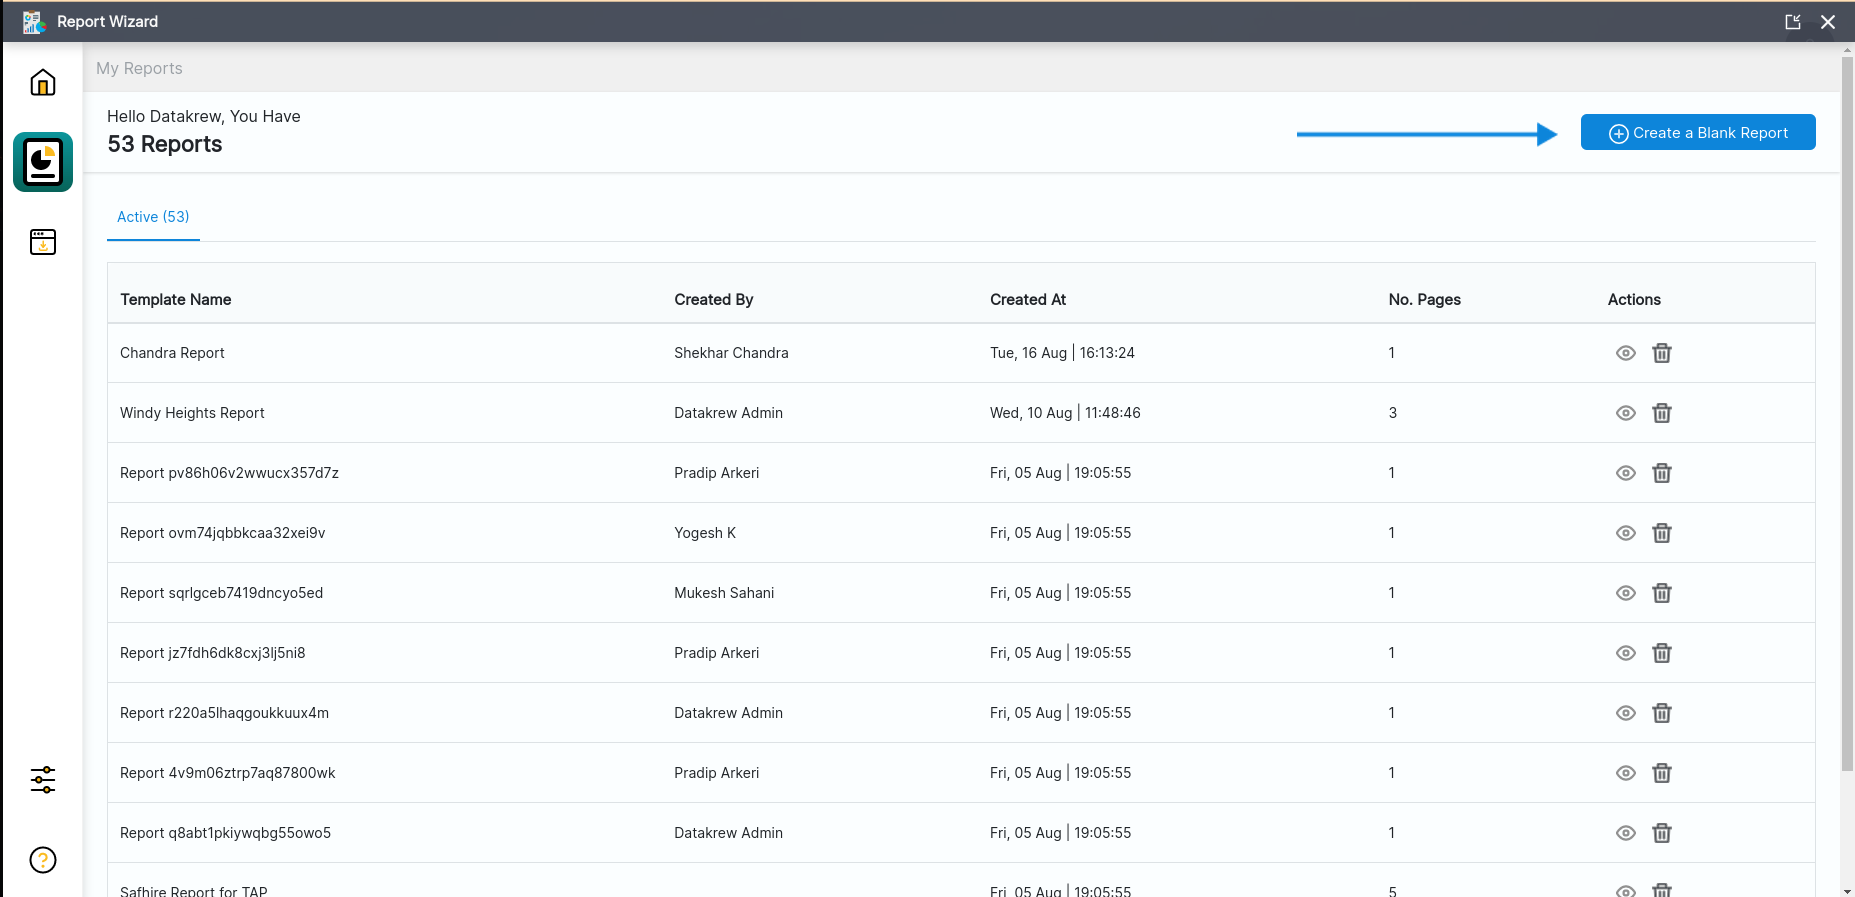 Report Wizard
My Reports
Hello Datakrew, You Have
53 Reports
Create a Blank Report
Active (53)
Template Name Created By Created At No. Pages Actions
Chandra Report Shekhar Chandra Tue, 16 Aug | 16:13:24 1
Windy Heights Report Datakrew Admin Wed, 10 Aug | 11:48:46 3
Report pv86h06v2wwucx357d7z Pradip Arkeri Fri, 05 Aug | 19:05:55 1
Report ovm74jqbbkcaa32xei9v Yogesh K Fri, 05 Aug | 19:05:55 1
Report sqrlgceb7419dncyo5ed Mukesh Sahani Fri, 05 Aug | 19:05:55 1
Report jz7fdh6dk8cxj3lj5ni8 Pradip Arkeri Fri, 05 Aug | 19:05:55 1
Report r220a5lhaqgoukkuux4m Datakrew Admin Fri, 05 Aug | 19:05:55 1
Report 4v9m06ztrp7aq87800wk Pradip Arkeri Fri, 05 Aug | 19:05:55 1
Report q8abt1pkiywqbg55owo5 Datakrew Admin Fri, 05 Aug | 19:05:55 1
Safhire Report for TAP Fri, 05 Aug | 19:05:55 5